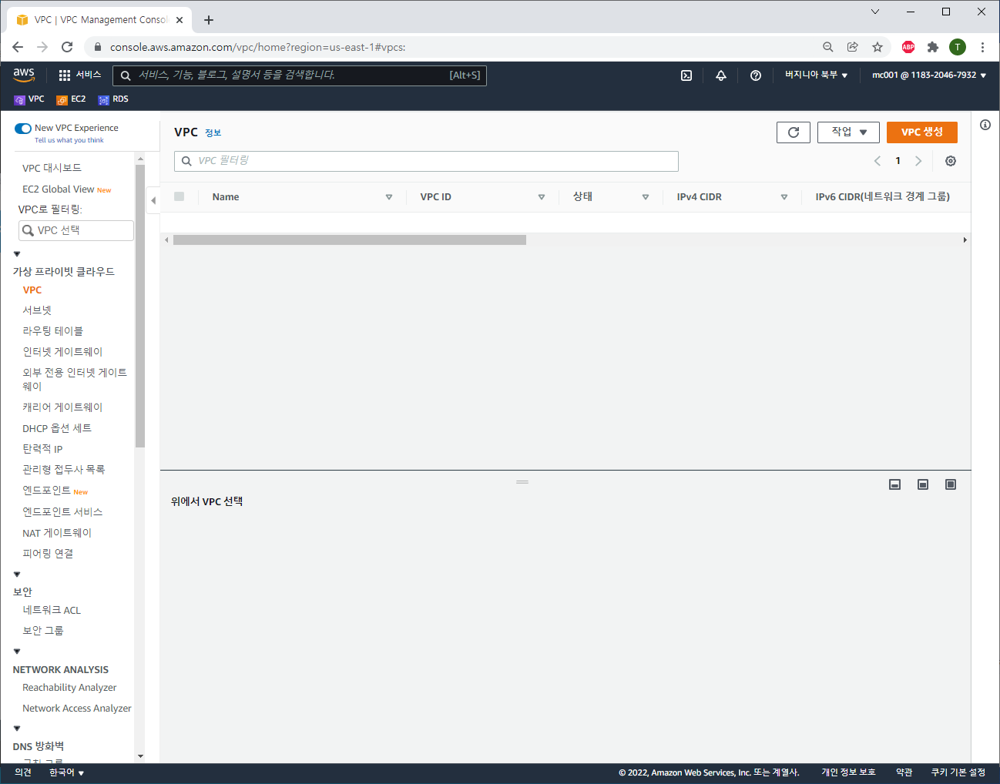 VPC | VPC Management Consol
console.aws.amazon.com/vpc/home?region=us-east-1#vpcs:
ABP
T
aws
서비스
서비스, 기능, 블로그, 설명서 등을 검색합니다.
[Alt+S]
버지니아 북부
mc001 @ 1183-2046-7932
VPC
EC2
RDS
New VPC Experience
Tell us what you think
VPC 대시보드
EC2 Global View New
VPC로 필터링:
VPC 선택
가상 프라이빗 클라우드
VPC
서브넷
라우팅 테이블
인터넷 게이트웨이
외부 전용 인터넷 게이트
웨이
캐리어 게이트웨이
DHCP 옵션 세트
탄력적 IP
관리형 접두사 목록
엔드포인트 New
엔드포인트 서비스
NAT 게이트웨이
피어링 연결
보안
네트워크 ACL
보안 그룹
NETWORK ANALYSIS
Reachability Analyzer
Network Access Analyzer
DNS 방화벽
VPC 정보
작업
VPC 생성
VPC 필터링
1
Name
VPC ID
상태
IPv4 CIDR
IPv6 CIDR(네트워크 경계 그룹)
위에서 VPC 선택
의견
한국어
© 2022, Amazon Web Services, Inc. 또는 계열사.
개인 정보 보호
약관
쿠키 기본 설정